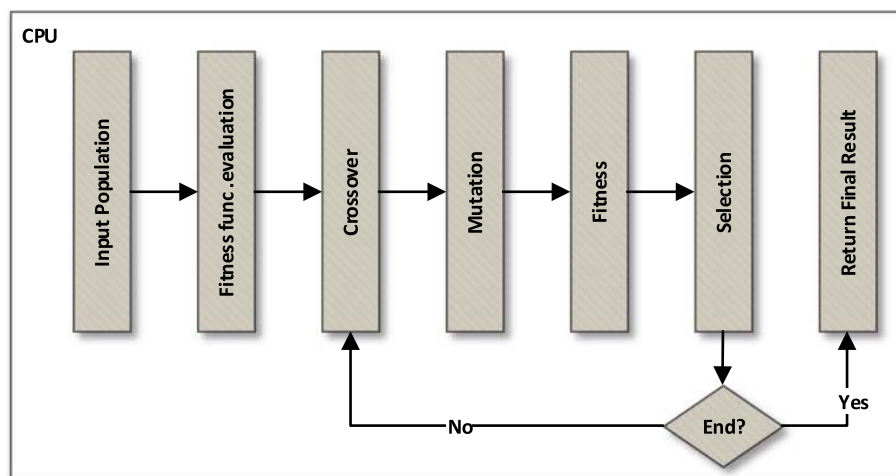 CPU
Input Population
Fitness func .evaluation
Crossover
Mutation
Fitness
Selection
Return Final Result
End?
No
Yes